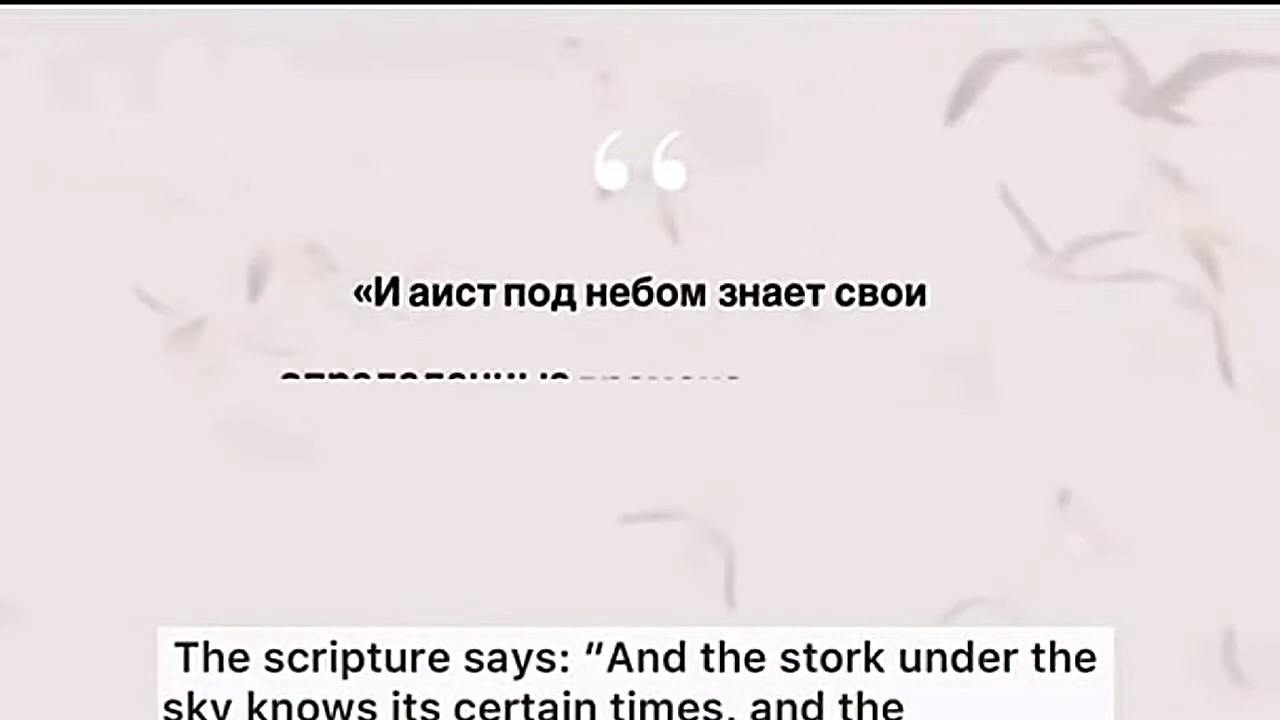 “
«И аист под небом знает свои
The scripture says: “And the stork under the
sky knows its certain times, and the